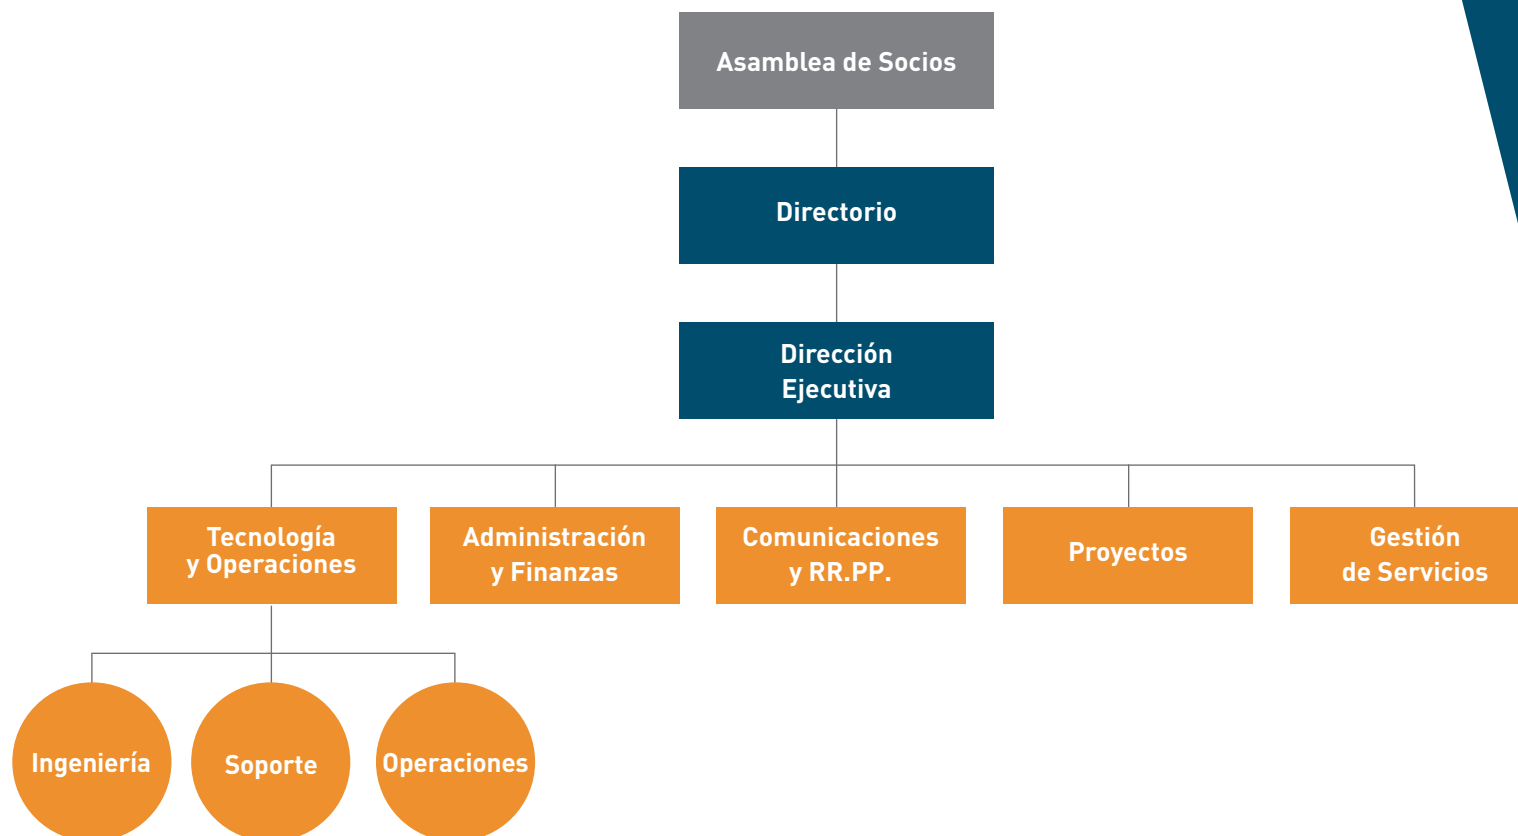 Asamblea de Socios
Directorio
Dirección
Ejecutiva
Tecnología
y Operaciones
Administración
y Finanzas
Comunicaciones
y RR.PP.
Proyectos
Gestión
de Servicios
Ingeniería
Soporte
Operaciones